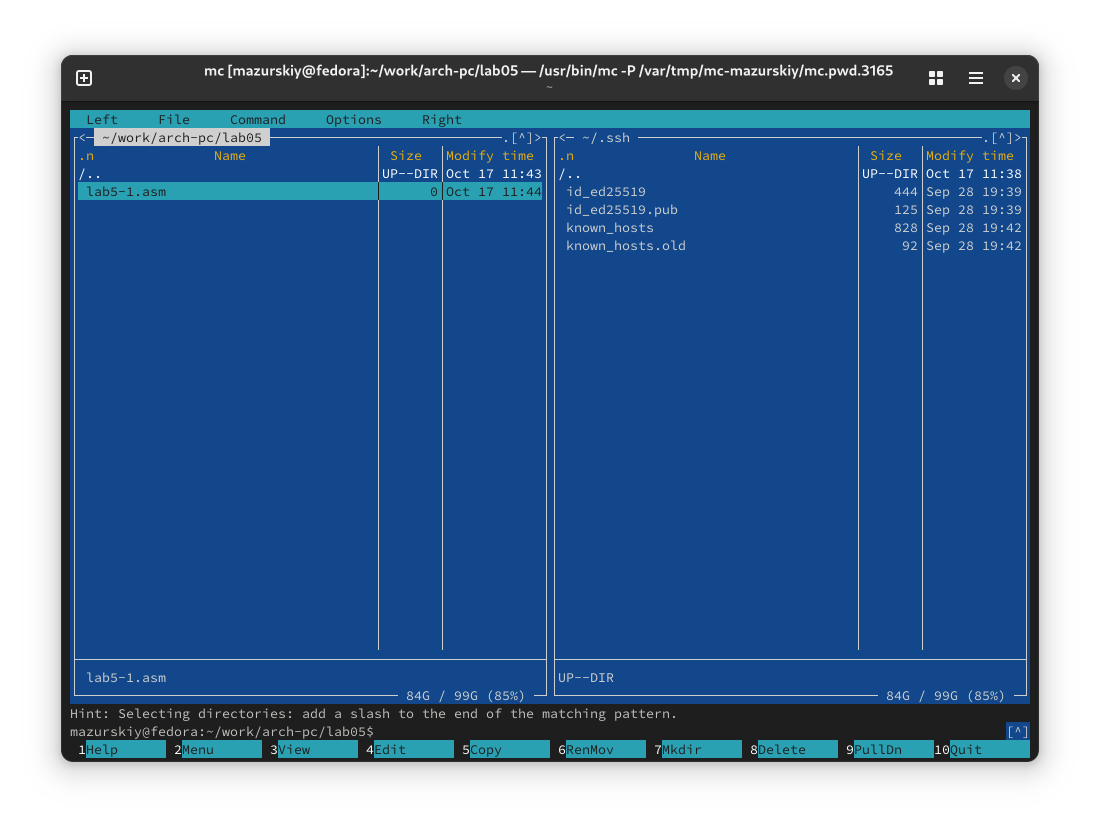 mc [mazurskiy@fedora]:~/work/arch-pc/lab05 — /usr/bin/mc -P /var/tmp/mc-mazurskiy/mc.pwd.3165
~
Left File Command Options Right
<─ ~/work/arch-pc/lab05 .[^]> <─ ~/.ssh .[^]>
.n Name Size Modify time .n Name Size Modify time
/.. UP--DIR Oct 17 11:43 /.. UP--DIR Oct 17 11:38
lab5-1.asm 0 Oct 17 11:44 id_ed25519 444 Sep 28 19:39
id_ed25519.pub 125 Sep 28 19:39
known_hosts 828 Sep 28 19:42
known_hosts.old 92 Sep 28 19:42
lab5-1.asm UP--DIR
84G / 99G (85%) 84G / 99G (85%)
Hint: Selecting directories: add a slash to the end of the matching pattern.
mazurskiy@fedora:~/work/arch-pc/lab05$ [^]
1Help 2Menu 3View 4Edit 5Copy 6RenMov 7Mkdir 8Delete 9PullDn 10Quit